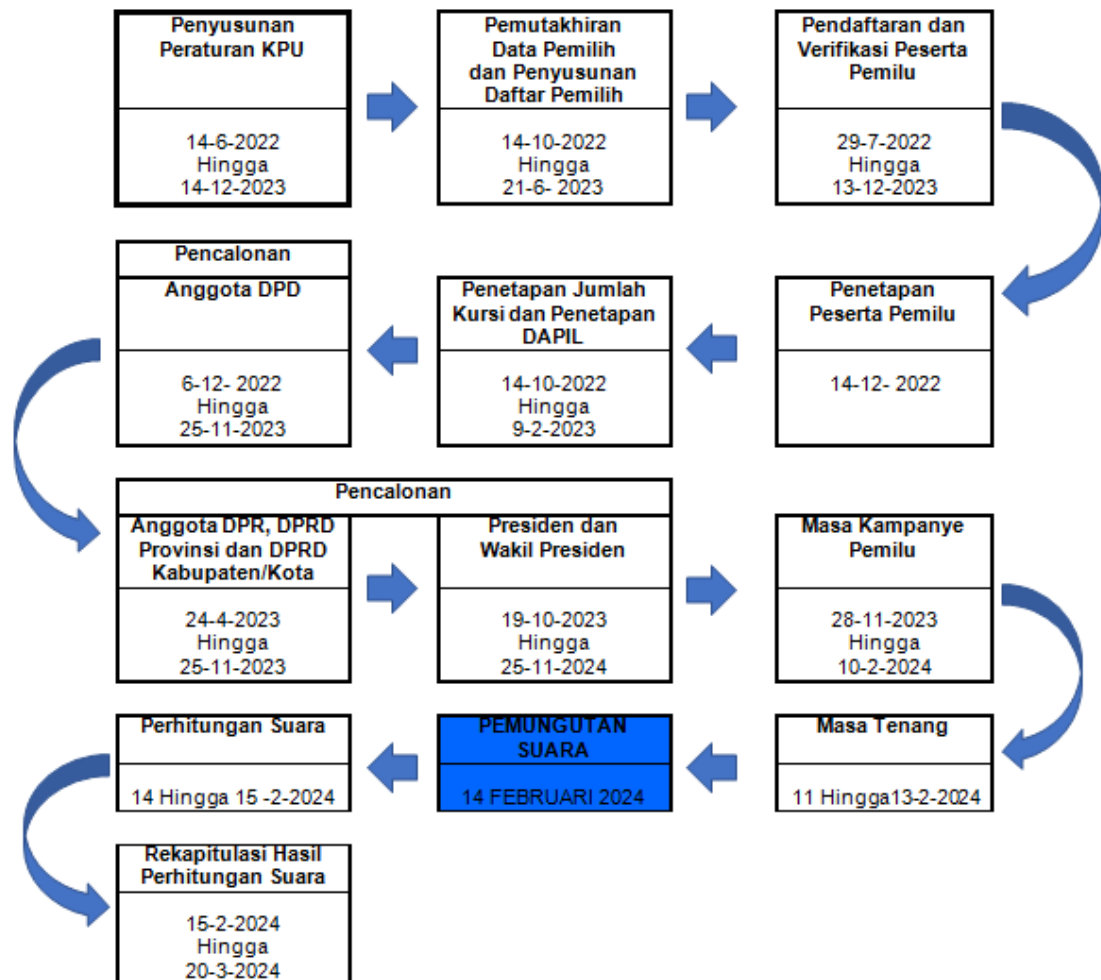 Penyusunan
Peraturan KPU
14-6-2022
Hingga
14-12-2023
Pemutakhiran
Data Pemilih
dan Penyusunan
Daftar Pemilih
14-10-2022
Hingga
21-6- 2023
Pendaftaran dan
Verifikasi Peserta
Pemilu
29-7-2022
Hingga
13-12-2023
Penetapan
Peserta Pemilu
14-12- 2022
Penetapan Jumlah
Kursi dan Penetapan
DAPIL
14-10-2022
Hingga
9-2-2023
Pencalonan
Anggota DPD
6-12- 2022
Hingga
25-11-2023
Pencalonan
Anggota DPR, DPRD
Provinsi dan DPRD
Kabupaten/Kota
24-4-2023
Hingga
25-11-2023
Presiden dan
Wakil Presiden
19-10-2023
Hingga
25-11-2024
Masa Kampanye
Pemilu
28-11-2023
Hingga
10-2-2024
Masa Tenang
11 Hingga13-2-2024
PEMUNGUTAN
SUARA
14 FEBRUARI 2024
Perhitungan Suara
14 Hingga 15 -2-2024
Rekapitulasi Hasil
Perhitungan Suara
15-2-2024
Hingga
20-3-2024